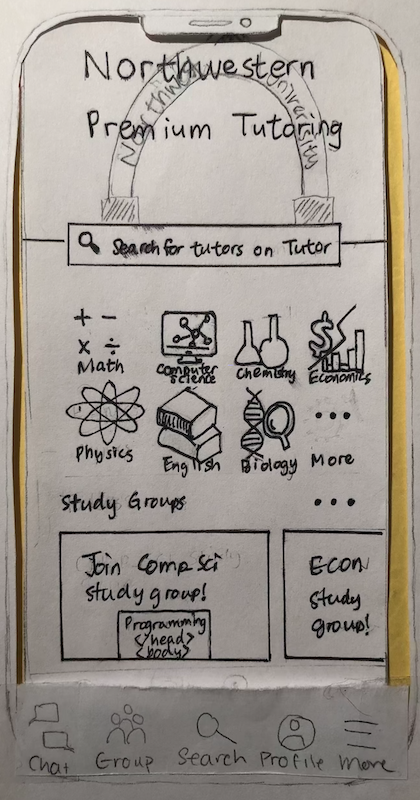 Northwestern
Northwestern University
Premium Tutoring
Search for tutors on Tutor
+ -
x ÷
Math
Computer Science
Chemistry
$
Economics
Physics
English
Biology
More
Study Groups
Join Comp Sci
study group!
Programming
</head>
<body>
ECON
study
group!
Chat
Group
Search
Profile
More